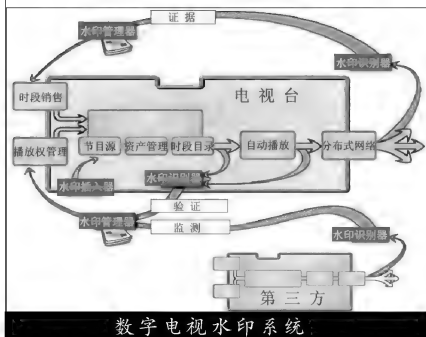 证据
水印管理器
水印识别器
时段销售
电视台
播放权管理
节目源
资产管理
时段目录
自动播放
分布式网络
水印识别器
水印插入器
验证
水印管理器
监测
水印识别器
第三方
数字电视水印系统